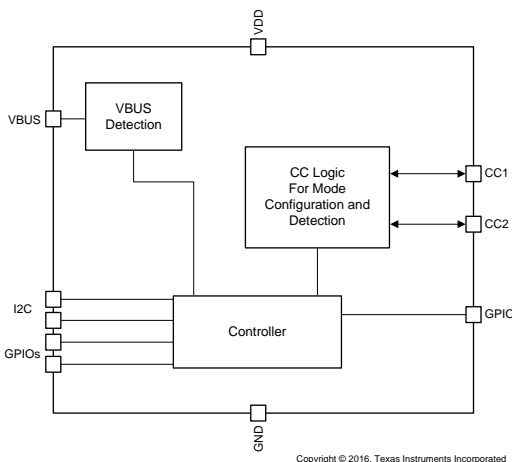 VDD
VBUS
VBUS
Detection
CC Logic
For Mode
Configuration and
Detection
CC1
CC2
I2C
GPIOs
Controller
GPIO
GND
Copyright © 2016, Texas Instruments Incorporated